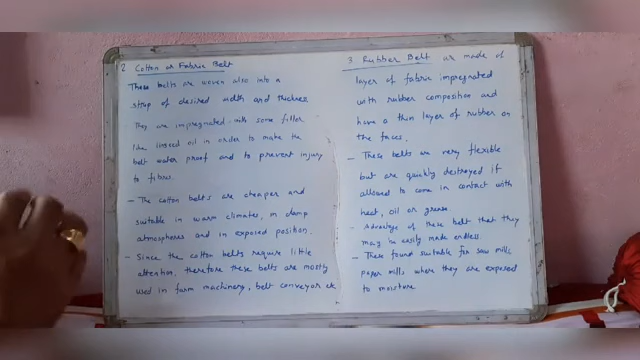 2 Cotton or Fabric Belt
These belts are woven also into a
strap of desired width and thicknes
They are impregnated with some filler
like linseed oil in order to make the
belt water proof and to prevent injury
to fibre.
- The cotton belts are cheaper and
suitable in warm climates, in damp
atmospheres and in exposed position.
- Since the cotton belts require little
attention, therefore these belts are mostly
used in farm machinery, belt conveyor etc
3 Rubber Belt are made of
layer of fabric impregnated
with rubber composition and
have a thin layer of rubber on
the faces.
- These belts are very flexible
but are quickly destroyed if
allowed to come in contact with
heat, oil or grease
- Advantage of these belt that they
may be easily made endless.
- These found suitable for saw mills,
paper mills where they are exposed
to moisture